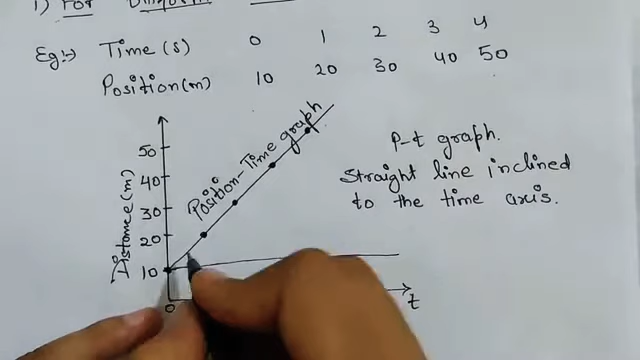 1) For Uniform
Eg:- Time (s) 0 1 2 3 4
Position(m) 10 20 30 40 50
P-t graph.
Straight line inclined
to the time axis.
Position-Time graph
Distance (m)
50
40
30
20
10
0
t